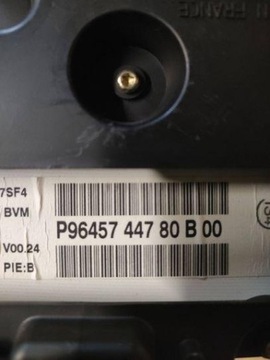 N FRANCE
7SF4
BVM
P96457 447 80 B 00
V00.24
PIE:B